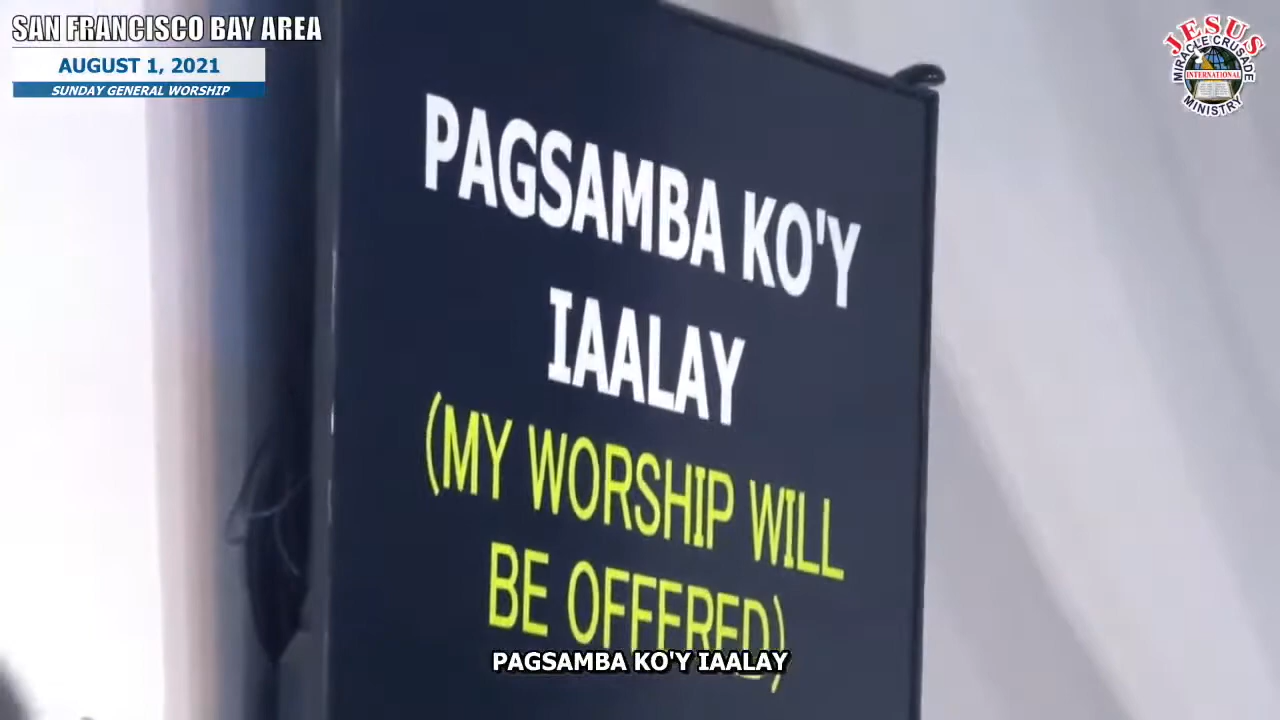 SAN FRANCISCO BAY AREA
AUGUST 1, 2021
SUNDAY GENERAL WORSHIP
JESUS
MIRACLE CRUSADE
INTERNATIONAL
MINISTRY
PAGSAMBA KO'Y
IAALAY
(MY WORSHIP WILL
BE OFFERED)
PAGSAMBA KO'Y IAALAY